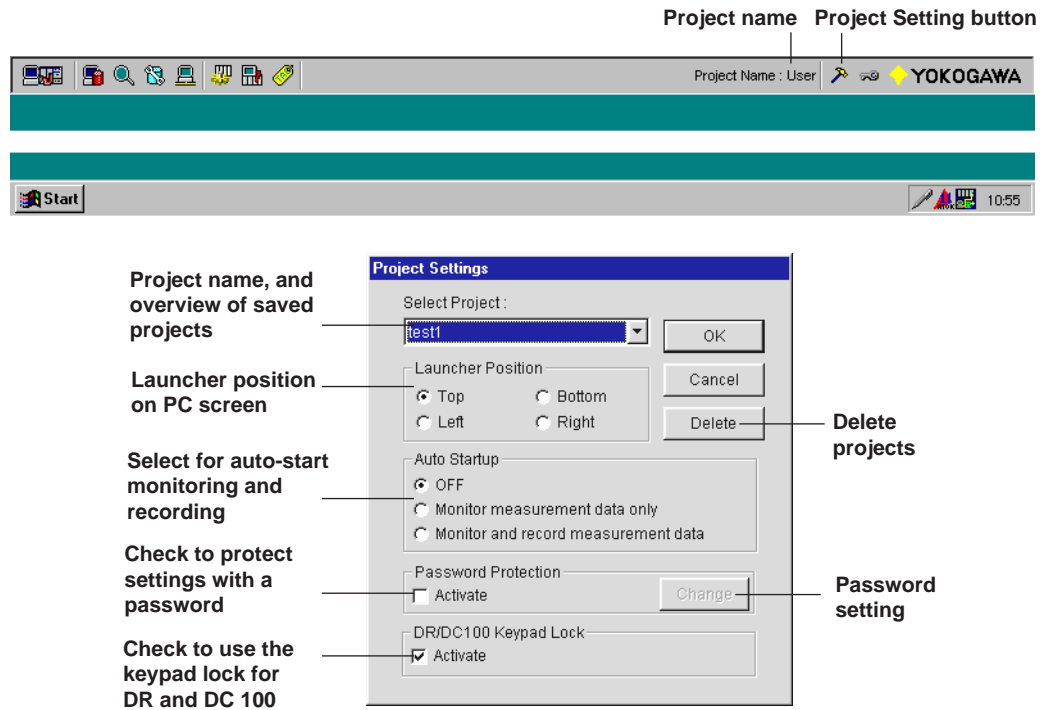 Project name Project Setting button
Project Name : User YOKOGAWA
Start 10:55
Project Settings
Project name, and
overview of saved
projects
Select Project :
test1
OK
Launcher position
on PC screen
Launcher Position
Top Bottom
Left Right
Cancel
Delete
Delete
projects
Select for auto-start
monitoring and
recording
Auto Startup
OFF
Monitor measurement data only
Monitor and record measurement data
Check to protect
settings with a
password
Password Protection
Activate
Change
Password
setting
Check to use the
keypad lock for
DR and DC 100
DR/DC100 Keypad Lock
Activate